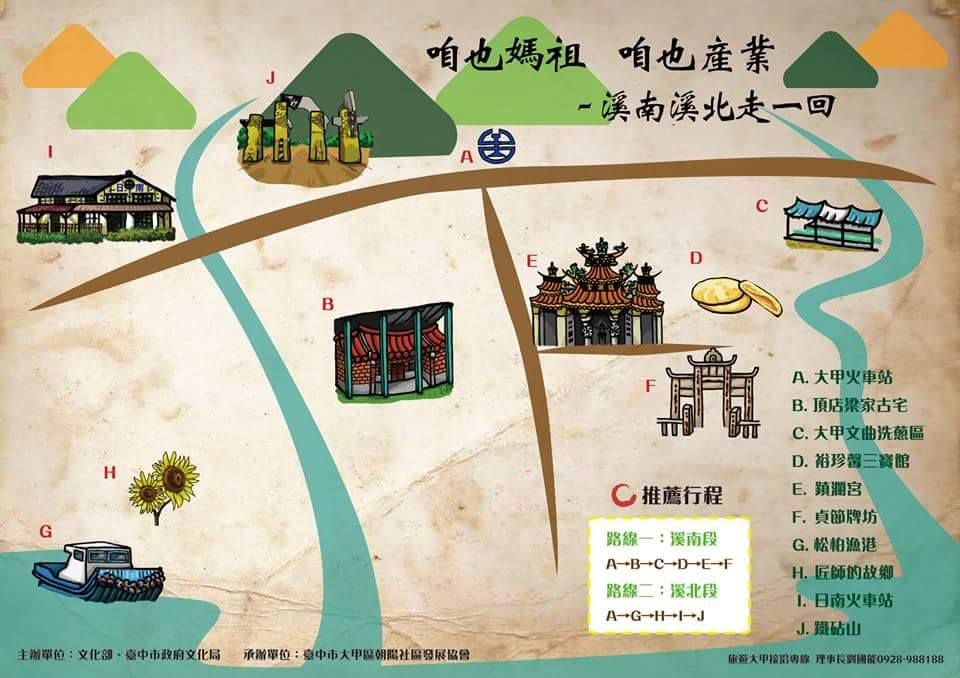 咱也媽祖 咱也産業
~溪南溪北走一回
J
A
I
C
E
D
B
F
H
G
日南
A. 大甲火車站
B. 頂店梁家古宅
C. 大甲文曲洗蔥區
D. 裕珍馨三寶館
E. 鎮瀾宮
F. 貞節牌坊
G. 松柏漁港
H. 匠師的故鄉
I. 日南火車站
J. 鐵砧山
推薦行程
路線一：溪南段
A→B→C→D→E→F
路線二：溪北段
A→G→H→I→J
主辦單位：文化部、臺中市政府文化局 承辦單位：臺中市大甲區朝陽社區發展協會
旅遊大甲接洽專線 理事長劉國能0928-988188